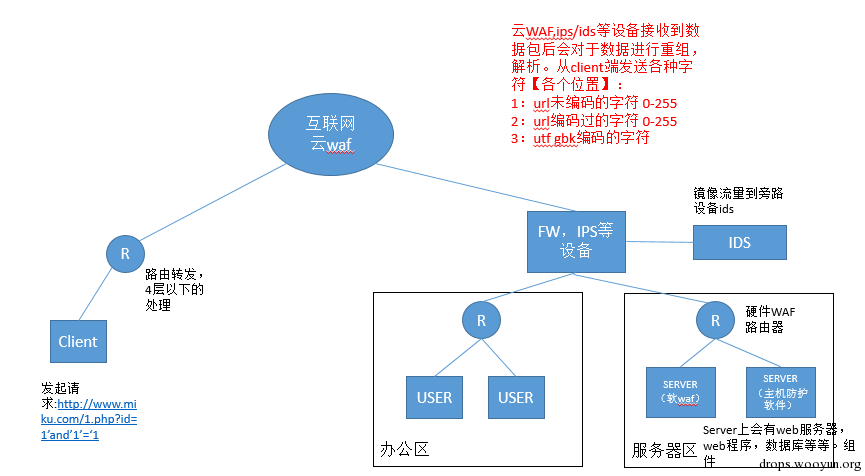 云WAF,ips/ids等设备接收到数
据包后会对于数据进行重组，
解析。从client端发送各种字
符【各个位置】：
1：url未编码的字符 0-255
2：url编码过的字符 0-255
3：utf gbk编码的字符
互联网
云waf
镜像流量到旁路
设备ids
FW，IPS等
设备
IDS
R
路由转发，
4层以下的
处理
Client
发起请
求:http://www.mi
ku.com/1.php?id=
1’and’1’=‘1
R
USER
USER
办公区
R
硬件WAF
路由器
SERVER
（软waf）
SERVER
（主机防护
软件）
Server上会有web服务器，
web程序，数据库等等。组
件
服务器区
drops.wooyun.org